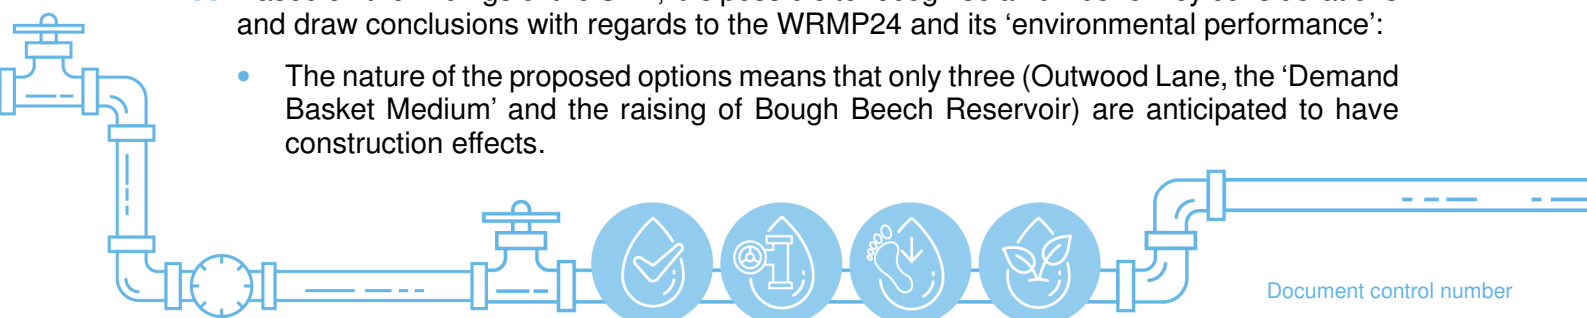 and draw conclusions with regards to the WRMP24 and its ‘environmental performance’:
• The nature of the proposed options means that only three (Outwood Lane, the ‘Demand
Basket Medium’ and the raising of Bough Beech Reservoir) are anticipated to have
construction effects.
Document control number